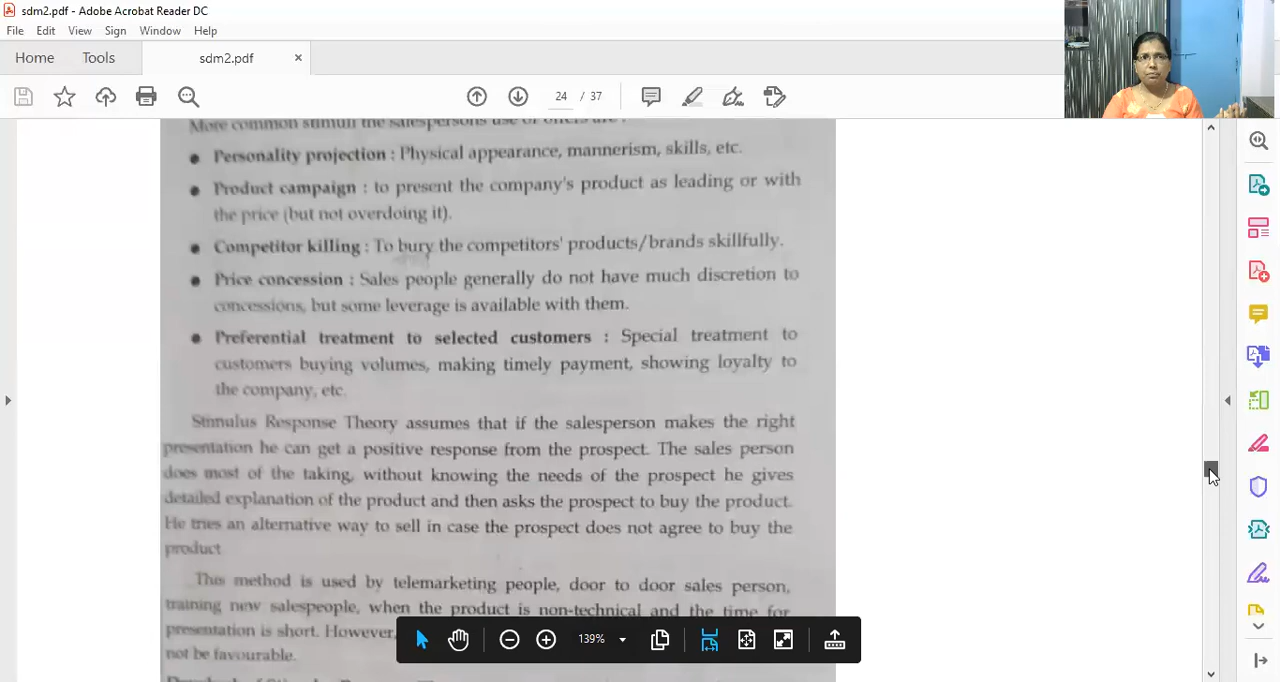 sdm2.pdf - Adobe Acrobat Reader DC
File Edit View Sign Window Help
Home Tools sdm2.pdf ×
24 / 37
More common stimuli the salespersons use or offers are :
● Personality projection : Physical appearance, mannerism, skills, etc.
● Product campaign : to present the company's product as leading or with
the price (but not overdoing it).
● Competitor killing : To bury the competitors' products/brands skillfully.
● Price concession : Sales people generally do not have much discretion to
concessions, but some leverage is available with them.
● Preferential treatment to selected customers : Special treatment to
customers buying volumes, making timely payment, showing loyalty to
the company, etc.
Stimulus Response Theory assumes that if the salesperson makes the right
presentation he can get a positive response from the prospect. The sales person
does most of the taking, without knowing the needs of the prospect he gives
detailed explanation of the product and then asks the prospect to buy the product.
He tries an alternative way to sell in case the prospect does not agree to buy the
product
This method is used by telemarketing people, door to door sales person,
training new salespeople, when the product is non-technical and the time for
presentation is short. However,
not be favourable.
139%